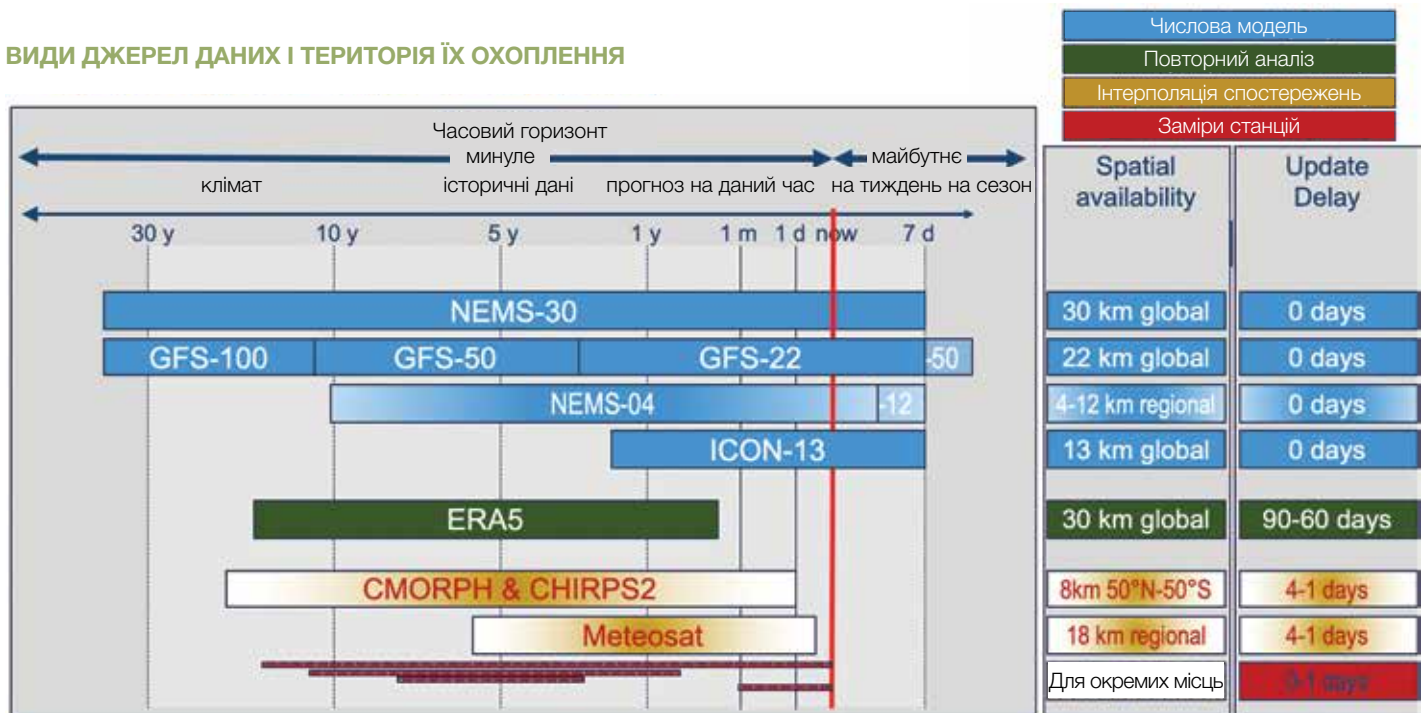 ВИДИ ДЖЕРЕЛ ДАНИХ І ТЕРИТОРІЯ ЇХ ОХОПЛЕННЯ
Числова модель
Повторний аналіз
Інтерполяція спостережень
Заміри станцій
Часовий горизонт
минуле майбутнє
клімат історичні дані прогноз на даний час на тиждень на сезон
Spatial availability
Update Delay
30 y 10 y 5 y 1 y 1 m 1 d now 7 d
NEMS-30 30 km global 0 days
GFS-100 GFS-50 GFS-22 -50 22 km global 0 days
NEMS-04 -12 4-12 km regional 0 days
ICON-13 13 km global 0 days
ERA5 30 km global 90-60 days
CMORPH & CHIRPS2 8km 50°N-50°S 4-1 days
Meteosat 18 km regional 4-1 days
Для окремих місць 0-1 days